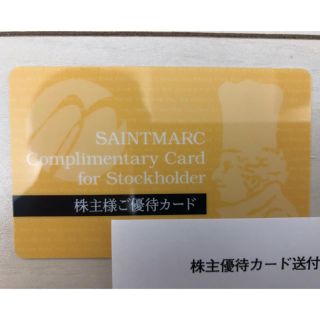 SAINTMARC
Complimentary Card
for Stockholder
株主様ご優待カード
株主優待カード送付